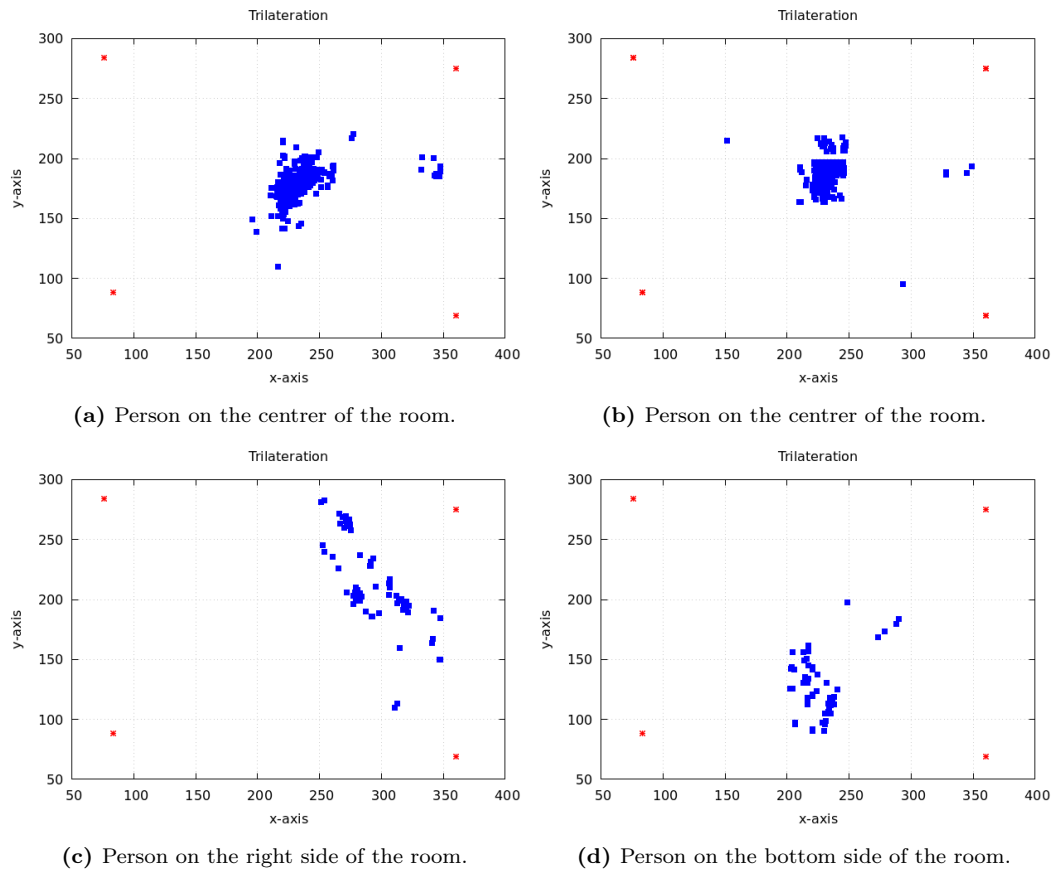 Trilateration
Trilateration
300
250
200
150
100
50
y-axis
50 100 150 200 250 300 350 400
x-axis
300
250
200
150
100
50
y-axis
50 100 150 200 250 300 350 400
x-axis
(a) Person on the centrer of the room.
(b) Person on the centrer of the room.
Trilateration
Trilateration
300
250
200
150
100
50
y-axis
50 100 150 200 250 300 350 400
x-axis
300
250
200
150
100
50
y-axis
50 100 150 200 250 300 350 400
x-axis
(c) Person on the right side of the room.
(d) Person on the bottom side of the room.